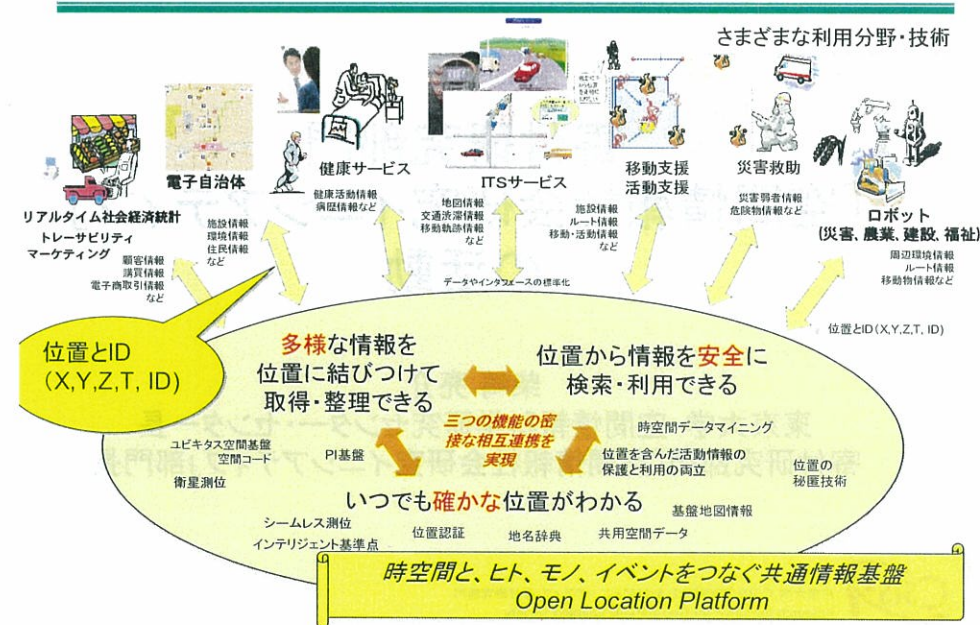 さまざまな利用分野・技術
リアルタイム社会経済統計
トレーサビリティ
マーケティング
顧客情報
購買情報
電子商取引情報
など
電子自治体
施設情報
環境情報
住民情報
など
健康サービス
健康活動情報
病歴情報など
ITSサービス
地図情報
交通渋滞情報
移動軌跡情報
など
移動支援
活動支援
施設情報
ルート情報
移動・活動情報
など
災害救助
災害弱者情報
危険物情報など
ロボット
(災害、農業、建設、福祉)
周辺環境情報
ルート情報
移動物情報など
データやインタフェースの標準化
位置とID(X,Y,Z,T, ID)
位置とID
(X,Y,Z,T, ID)
多様な情報を
位置に結びつけて
取得・整理できる
位置から情報を安全に
検索・利用できる
三つの機能の密
接な相互連携を
実現
ユビキタス空間基盤
空間コード
PI基盤
衛星測位
時空間データマイニング
位置を含んだ活動情報の
保護と利用の両立
位置の
秘匿技術
いつでも確かな位置がわかる
基盤地図情報
シームレス測位
インテリジェント基準点
位置認証
地名辞典
共用空間データ
時空間と、ヒト、モノ、イベントをつなぐ共通情報基盤
Open Location Platform